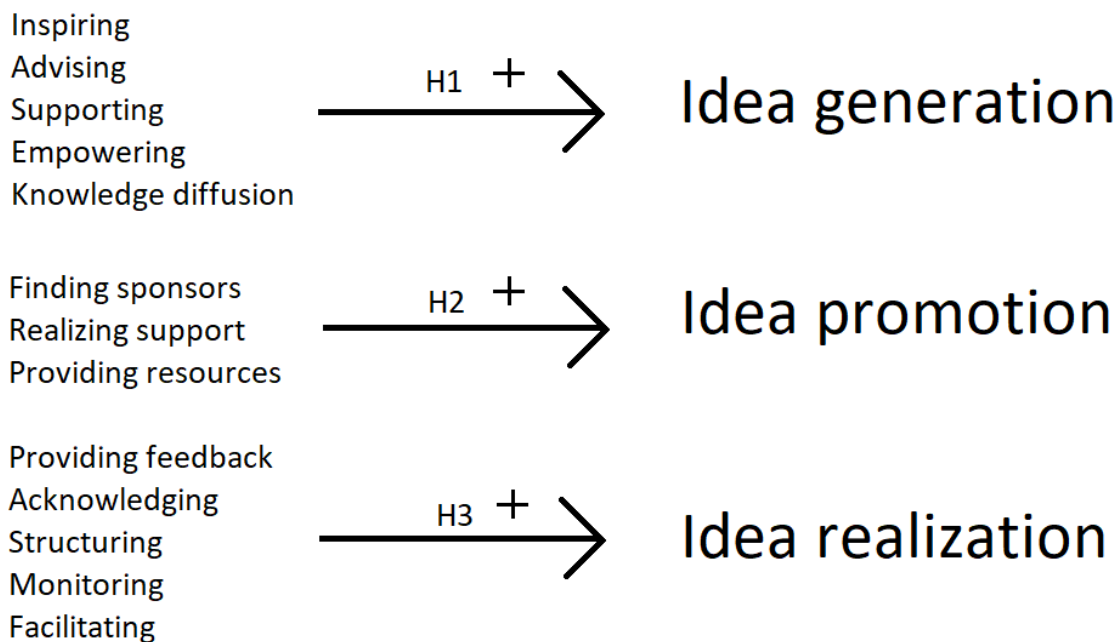 Inspiring
Advising
Supporting
Empowering
Knowledge diffusion
H1 +
Idea generation
Finding sponsors
Realizing support
Providing resources
H2 +
Idea promotion
Providing feedback
Acknowledging
Structuring
Monitoring
Facilitating
H3 +
Idea realization